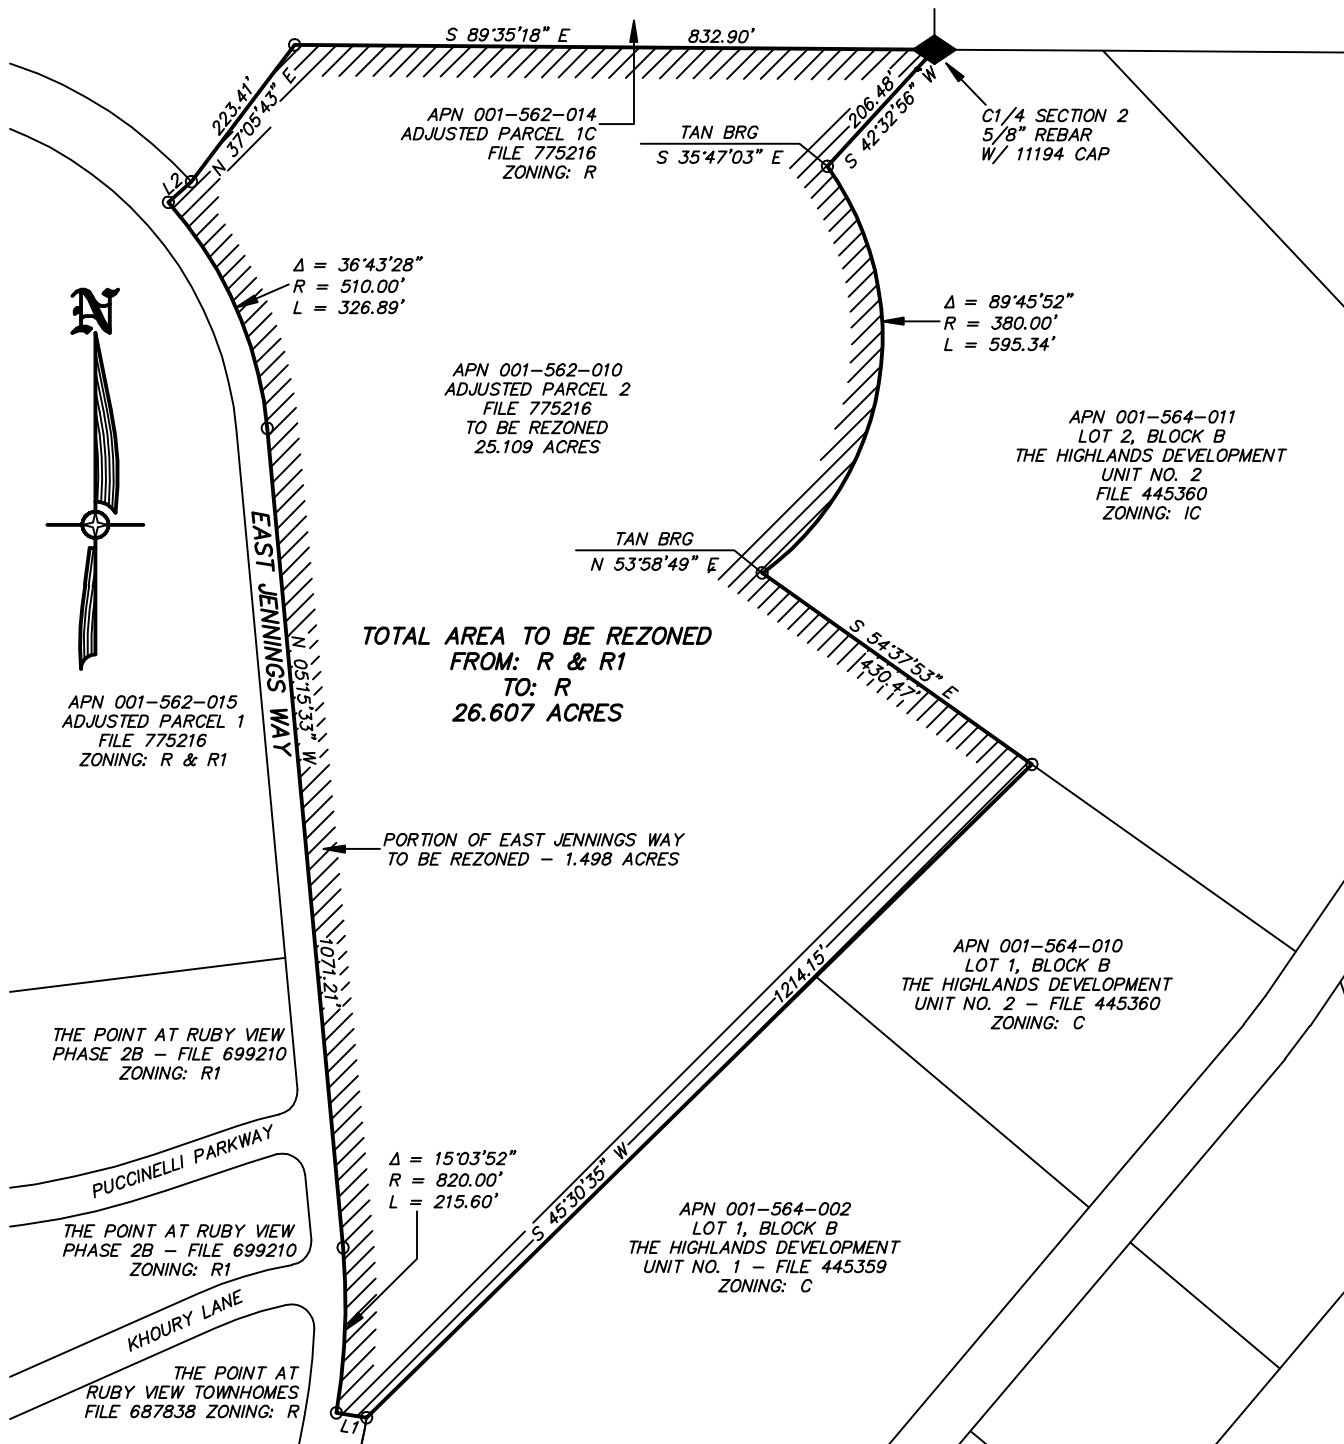 S 89°35'18" E 832.90'
223.41'
N 37°05'43" E
L2
APN 001-562-014
ADJUSTED PARCEL 1C
FILE 775216
ZONING: R
TAN BRG
S 35°47'03" E
206.48'
S 42°32'56" W
C1/4 SECTION 2
5/8" REBAR
W/ 11194 CAP
Δ = 36°43'28"
R = 510.00'
L = 326.89'
N
Δ = 89°45'52"
R = 380.00'
L = 595.34'
APN 001-562-010
ADJUSTED PARCEL 2
FILE 775216
TO BE REZONED
25.109 ACRES
APN 001-564-011
LOT 2, BLOCK B
THE HIGHLANDS DEVELOPMENT
UNIT NO. 2
FILE 445360
ZONING: IC
TAN BRG
N 53°58'49" E
EAST JENNINGS WAY
N 05°15'33" W
1071.21'
TOTAL AREA TO BE REZONED
FROM: R & R1
TO: R
26.607 ACRES
S 54°37'53" E
430.47'
APN 001-562-015
ADJUSTED PARCEL 1
FILE 775216
ZONING: R & R1
PORTION OF EAST JENNINGS WAY
TO BE REZONED – 1.498 ACRES
1214.15'
S 45°30'35" W
APN 001-564-010
LOT 1, BLOCK B
THE HIGHLANDS DEVELOPMENT
UNIT NO. 2 – FILE 445360
ZONING: C
THE POINT AT RUBY VIEW
PHASE 2B – FILE 699210
ZONING: R1
PUCCINELLI PARKWAY
Δ = 15°03'52"
R = 820.00'
L = 215.60'
THE POINT AT RUBY VIEW
PHASE 2B – FILE 699210
ZONING: R1
APN 001-564-002
LOT 1, BLOCK B
THE HIGHLANDS DEVELOPMENT
UNIT NO. 1 – FILE 445359
ZONING: C
KHOURY LANE
THE POINT AT
RUBY VIEW TOWNHOMES
FILE 687838 ZONING: R
L1